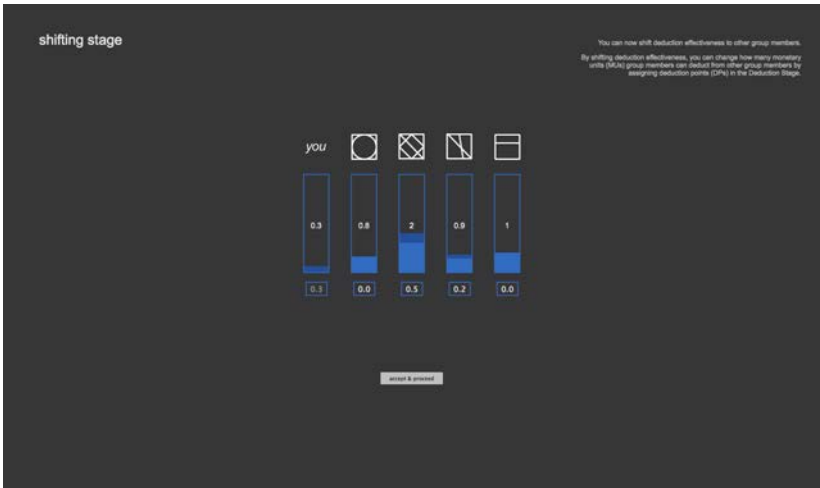 shifting stage
You can now shift deduction effectiveness to other group members.
By shifting deduction effectiveness, you can change how many monetary
units (MUs) group members can deduct from other group members by
assigning deduction points (DPs) in the Deduction Stage.
you
0.3 0.8 2 0.9 1
0.3 0.0 0.5 0.2 0.0
accept & proceed